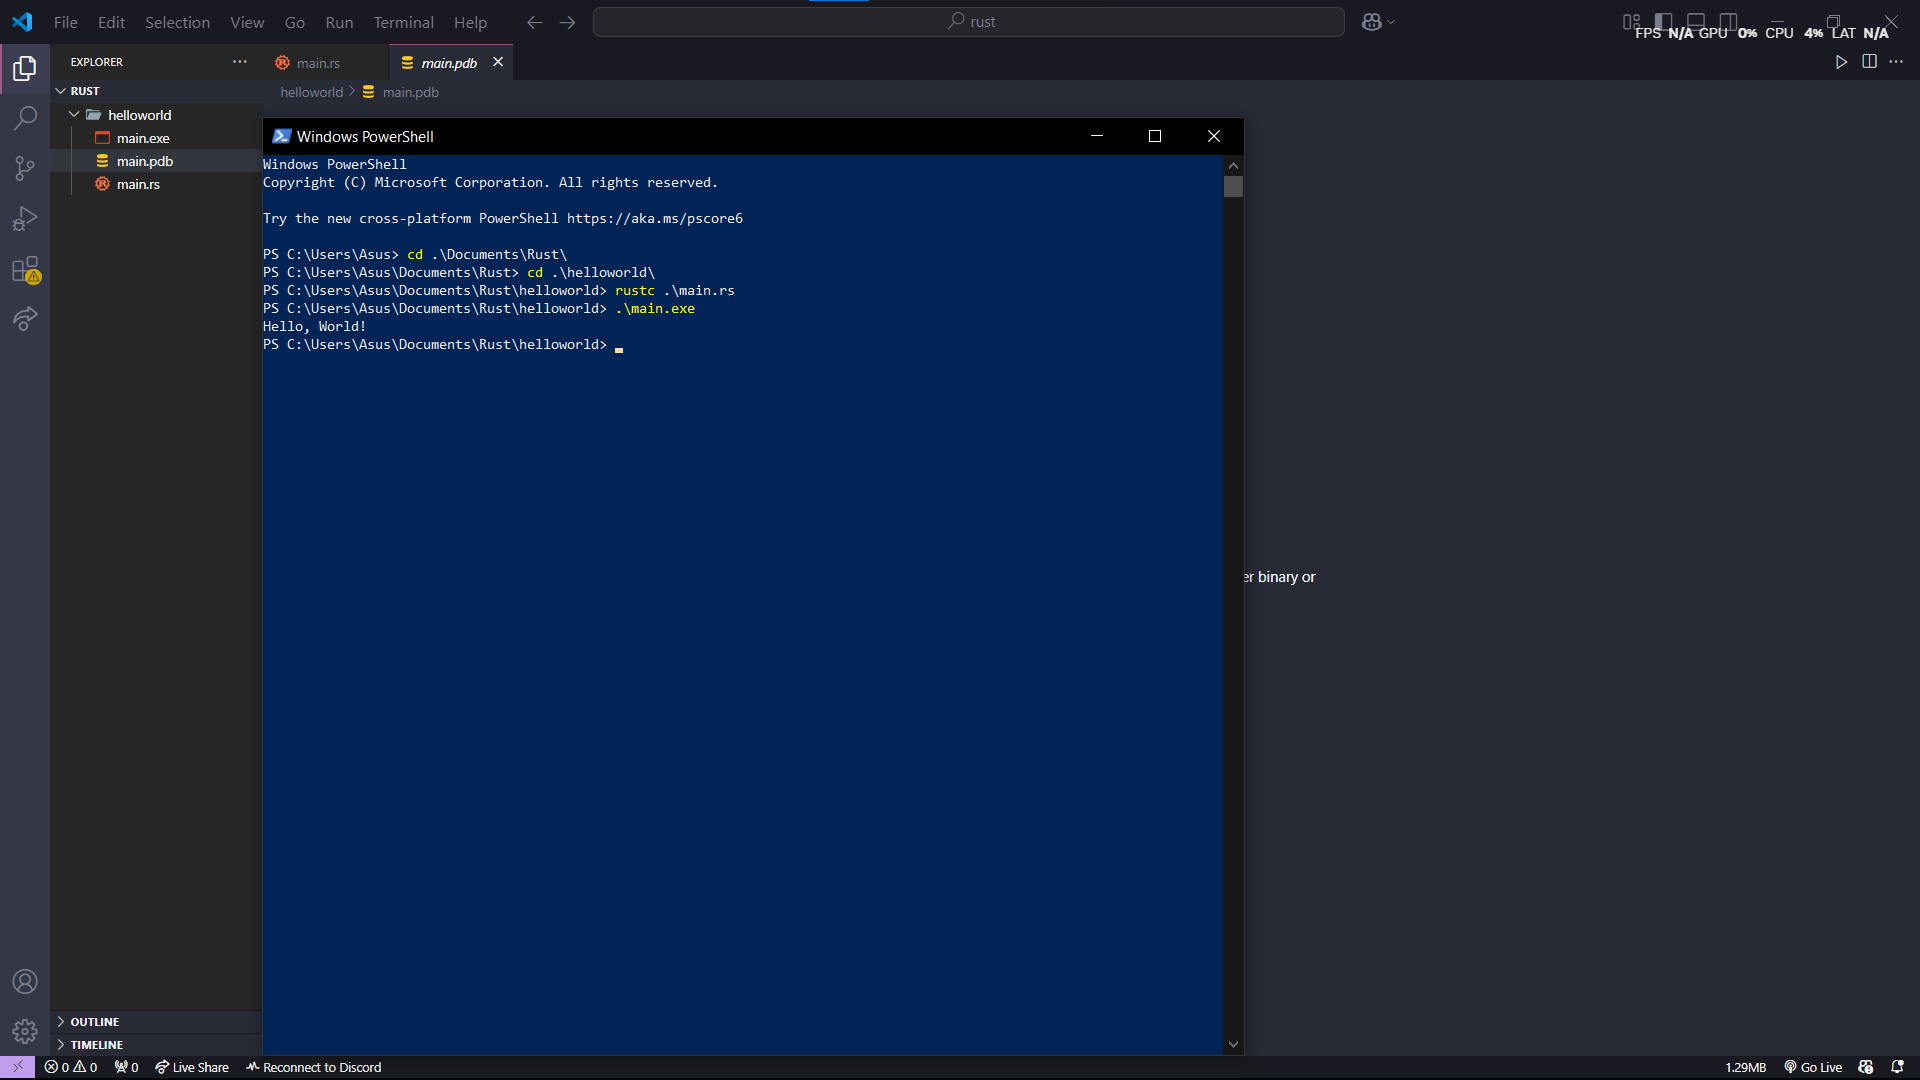 File Edit Selection View Go Run Terminal Help
rust
FPS N/A GPU 0% CPU 4% LAT N/A
EXPLORER
main.rs
main.pdb
RUST
helloworld > main.pdb
helloworld
main.exe
main.pdb
main.rs
Windows PowerShell
Windows PowerShell
Copyright (C) Microsoft Corporation. All rights reserved.
Try the new cross-platform PowerShell https://aka.ms/pscore6
PS C:\Users\Asus> cd .\Documents\Rust\
PS C:\Users\Asus\Documents\Rust> cd .\helloworld\
PS C:\Users\Asus\Documents\Rust\helloworld> rustc .\main.rs
PS C:\Users\Asus\Documents\Rust\helloworld> .\main.exe
Hello, World!
PS C:\Users\Asus\Documents\Rust\helloworld>
er binary or
OUTLINE
TIMELINE
0 0 0 Live Share Reconnect to Discord 1.29MB Go Live